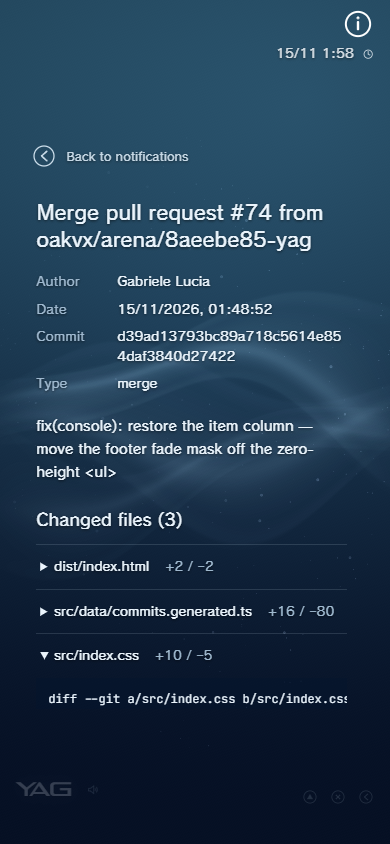 15/11 1:58
Back to notifications
Merge pull request #74 from
oakvx/arena/8aeebe85-yag
Author Gabriele Lucia
Date 15/11/2026, 01:48:52
Commit d39ad13793bc89a718c5614e85
4daf3840d27422
Type merge
fix(console): restore the item column —
move the footer fade mask off the zero-
height <ul>
Changed files (3)
▶ dist/index.html +2 / −2
▶ src/data/commits.generated.ts +16 / −80
▼ src/index.css +10 / −5
diff --git a/src/index.css b/src/index.css
YAG